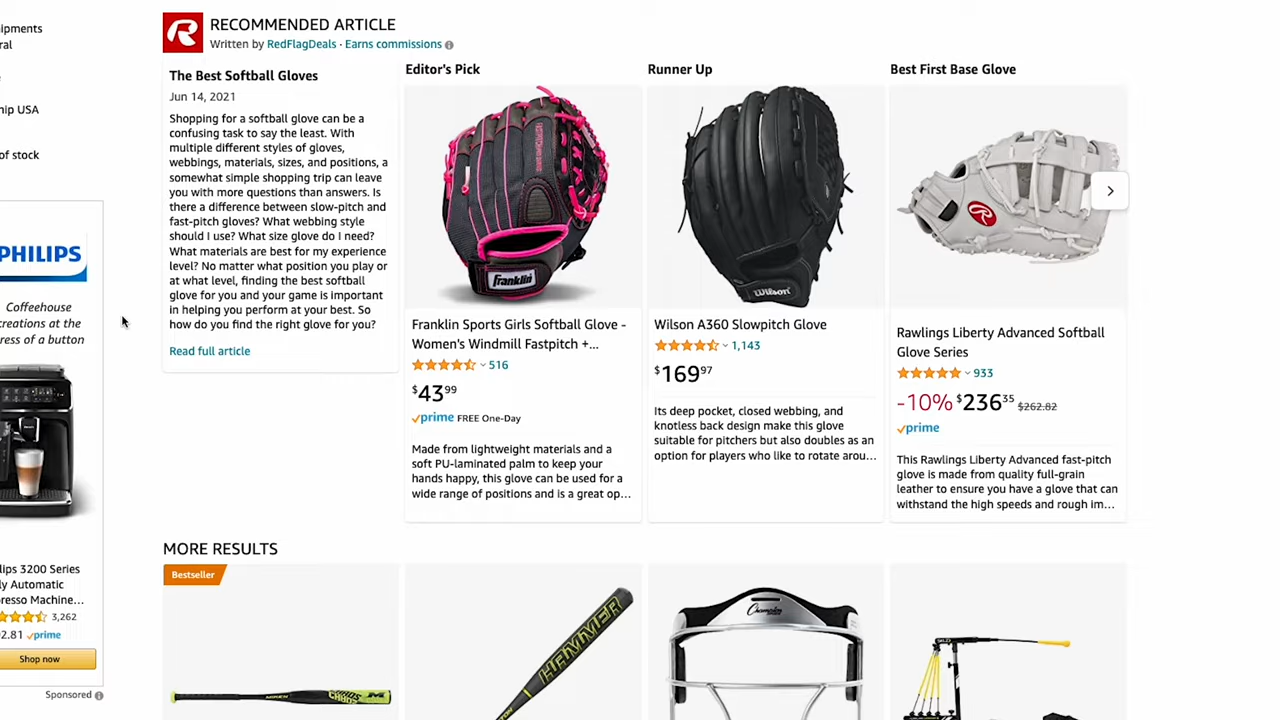 ipments
ral
hip USA
of stock
PHILIPS
Coffeehouse
creations at the
ress of a button
lips 3200 Series
ly Automatic
resso Machine...
3,262
02.81 prime
Shop now
Sponsored
RECOMMENDED ARTICLE
Written by RedFlagDeals · Earns commissions
The Best Softball Gloves
Jun 14, 2021
Shopping for a softball glove can be a
confusing task to say the least. With
multiple different styles of gloves,
webbings, materials, sizes, and positions, a
somewhat simple shopping trip can leave
you with more questions than answers. Is
there a difference between slow-pitch and
fast-pitch gloves? What webbing style
should I use? What size glove do I need?
What materials are best for my experience
level? No matter what position you play or
at what level, finding the best softball
glove for you and your game is important
in helping you perform at your best. So
how do you find the right glove for you?
Read full article
Editor's Pick
Franklin
Franklin Sports Girls Softball Glove -
Women's Windmill Fastpitch +...
516
$43.99
prime FREE One-Day
Made from lightweight materials and a
soft PU-laminated palm to keep your
hands happy, this glove can be used for a
wide range of positions and is a great op...
Runner Up
Wilson
Wilson A360 Slowpitch Glove
1,143
$169.97
Its deep pocket, closed webbing, and
knotless back design make this glove
suitable for pitchers but also doubles as an
option for players who like to rotate arou...
Best First Base Glove
R
Rawlings Liberty Advanced Softball
Glove Series
933
-10% $236.35 $262.82
prime
This Rawlings Liberty Advanced fast-pitch
glove is made from quality full-grain
leather to ensure you have a glove that can
withstand the high speeds and rough im...
MORE RESULTS
Bestseller
MIKEN CHAOS M
HAMMER
Champion